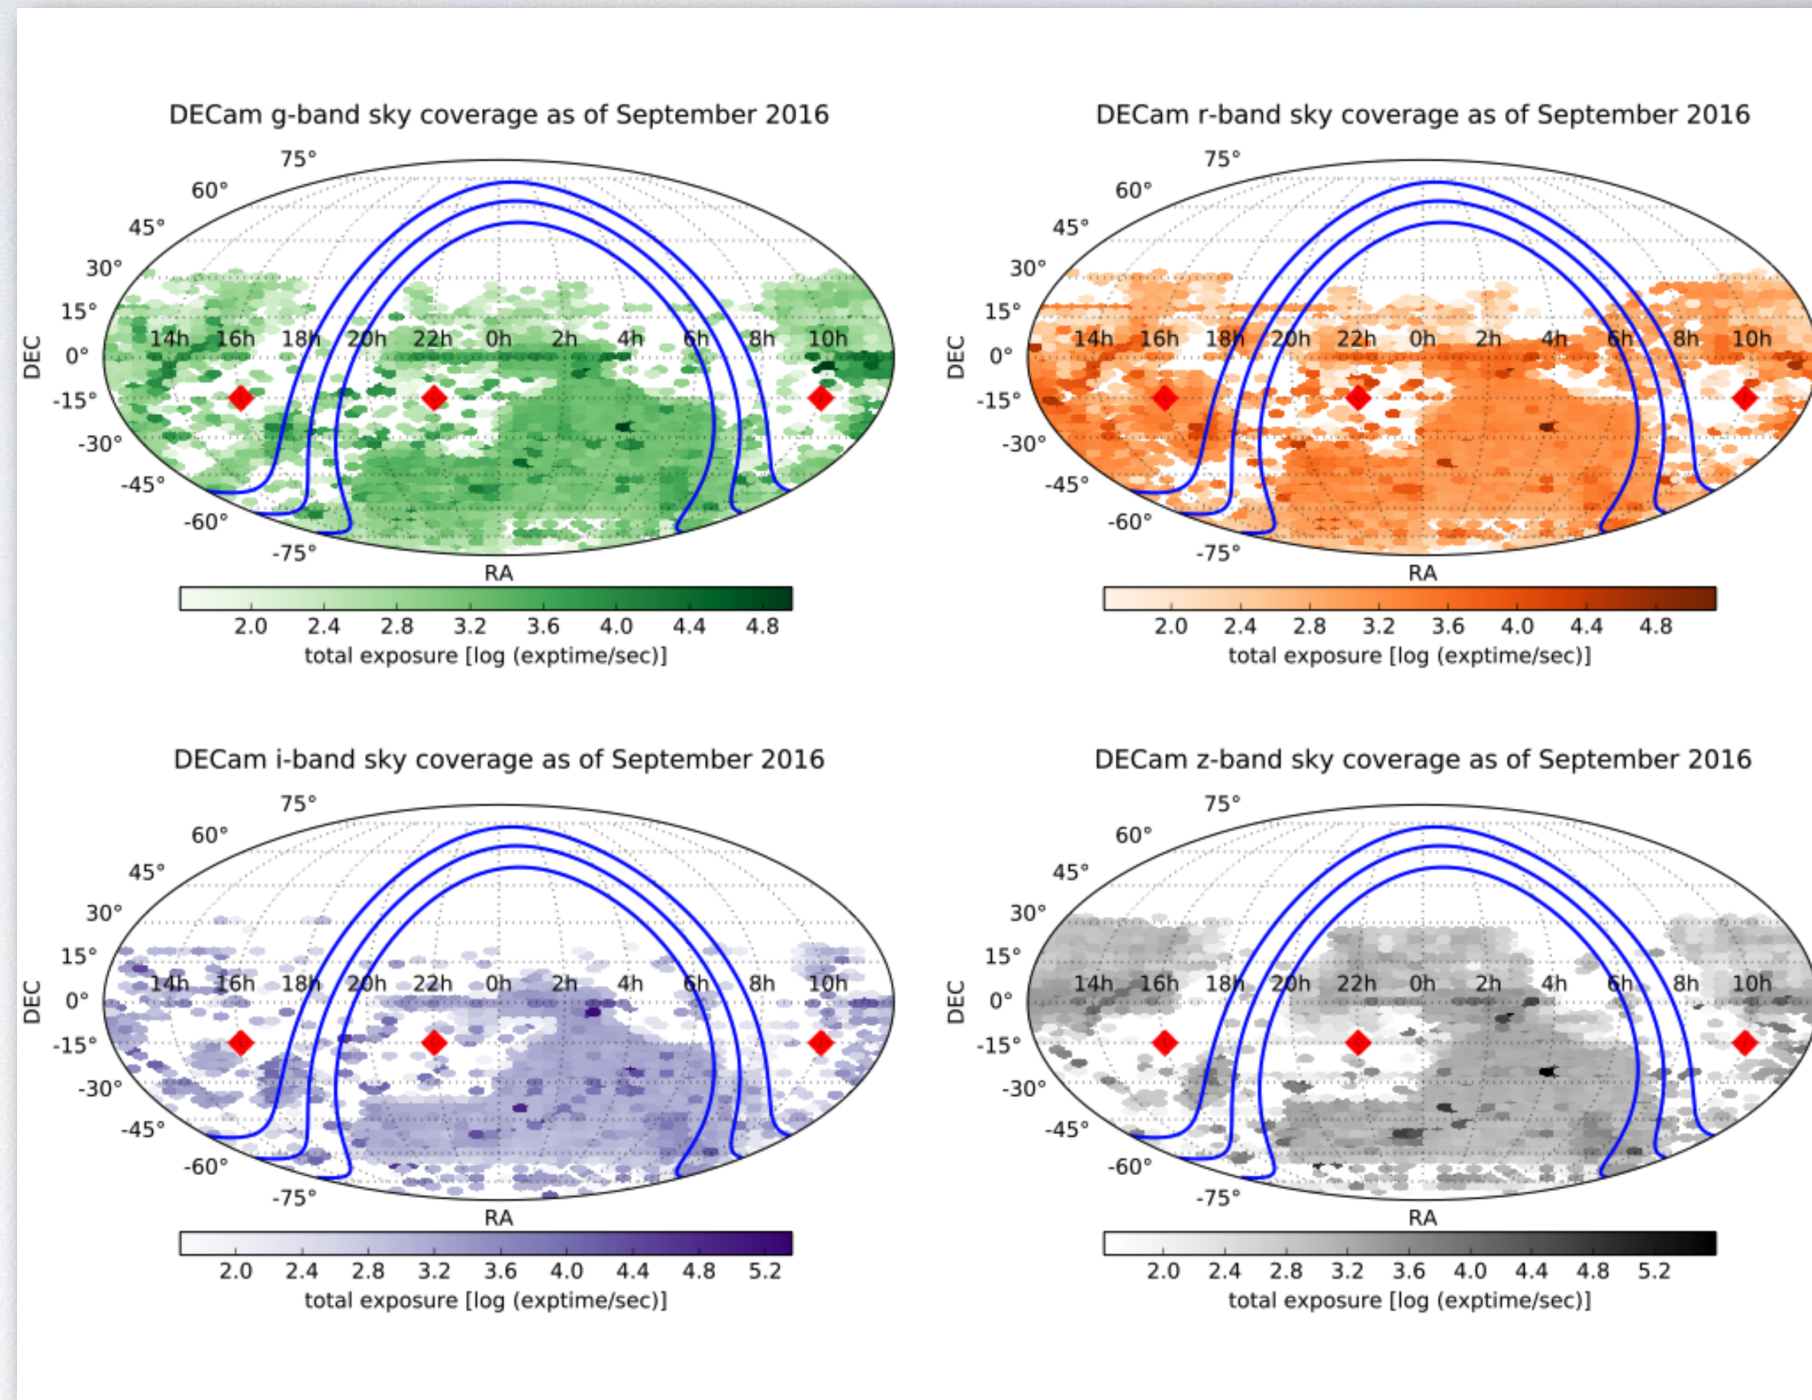 DECam g-band sky coverage as of September 2016
75°
60°
45°
30°
15°
14h 16h 18h 20h 22h 0h 2h 4h 6h 8h 10h
0°
DEC
-15°
-30°
-45°
-60°
-75°
RA
2.0 2.4 2.8 3.2 3.6 4.0 4.4 4.8
total exposure [log (exptime/sec)]
DECam r-band sky coverage as of September 2016
75°
60°
45°
30°
15°
14h 16h 18h 20h 22h 0h 2h 4h 6h 8h 10h
0°
DEC
-15°
-30°
-45°
-60°
-75°
RA
2.0 2.4 2.8 3.2 3.6 4.0 4.4 4.8
total exposure [log (exptime/sec)]
DECam i-band sky coverage as of September 2016
75°
60°
45°
30°
15°
14h 16h 18h 20h 22h 0h 2h 4h 6h 8h 10h
0°
DEC
-15°
-30°
-45°
-60°
-75°
RA
2.0 2.4 2.8 3.2 3.6 4.0 4.4 4.8 5.2
total exposure [log (exptime/sec)]
DECam z-band sky coverage as of September 2016
75°
60°
45°
30°
15°
14h 16h 18h 20h 22h 0h 2h 4h 6h 8h 10h
0°
DEC
-15°
-30°
-45°
-60°
-75°
RA
2.0 2.4 2.8 3.2 3.6 4.0 4.4 4.8 5.2
total exposure [log (exptime/sec)]